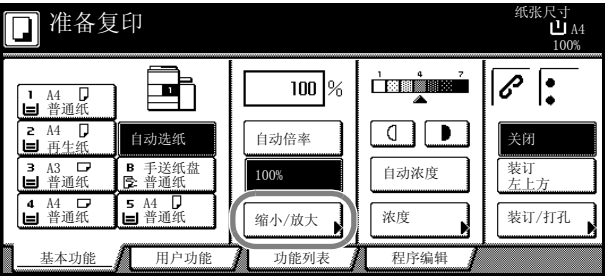 准备复印
纸张尺寸
1 A4
100%
1 A4
普通纸
2 A4
再生纸
3 A3
普通纸
4 A4
普通纸
1
自动选纸
B 手送纸盘
普通纸
5 A4
普通纸
100 %
自动倍率
100%
缩小/放大
1 4 7
自动浓度
浓度
关闭
装订
左上方
装订/打孔
基本功能
用户功能
功能列表
程序编辑